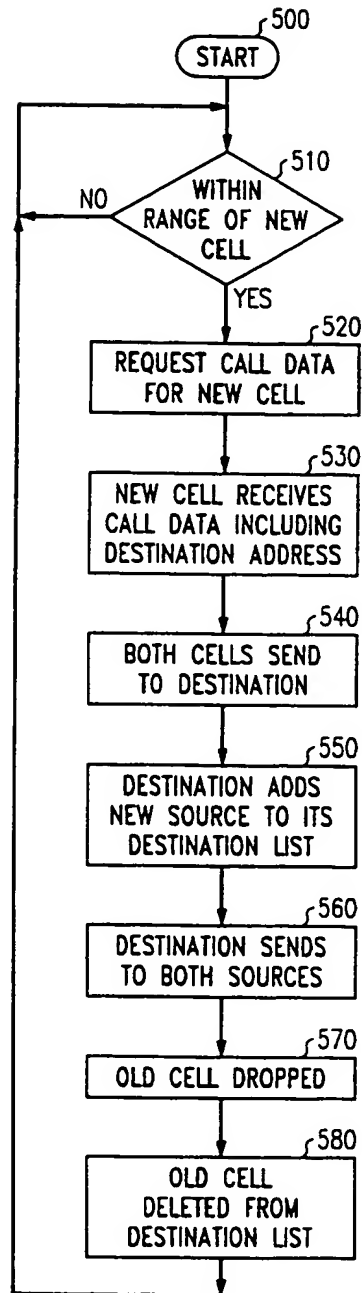 500
START
510
WITHIN
RANGE OF NEW
CELL
NO
YES
520
REQUEST CALL DATA
FOR NEW CELL
530
NEW CELL RECEIVES
CALL DATA INCLUDING
DESTINATION ADDRESS
540
BOTH CELLS SEND
TO DESTINATION
550
DESTINATION ADDS
NEW SOURCE TO ITS
DESTINATION LIST
560
DESTINATION SENDS
TO BOTH SOURCES
570
OLD CELL DROPPED
580
OLD CELL
DELETED FROM
DESTINATION LIST